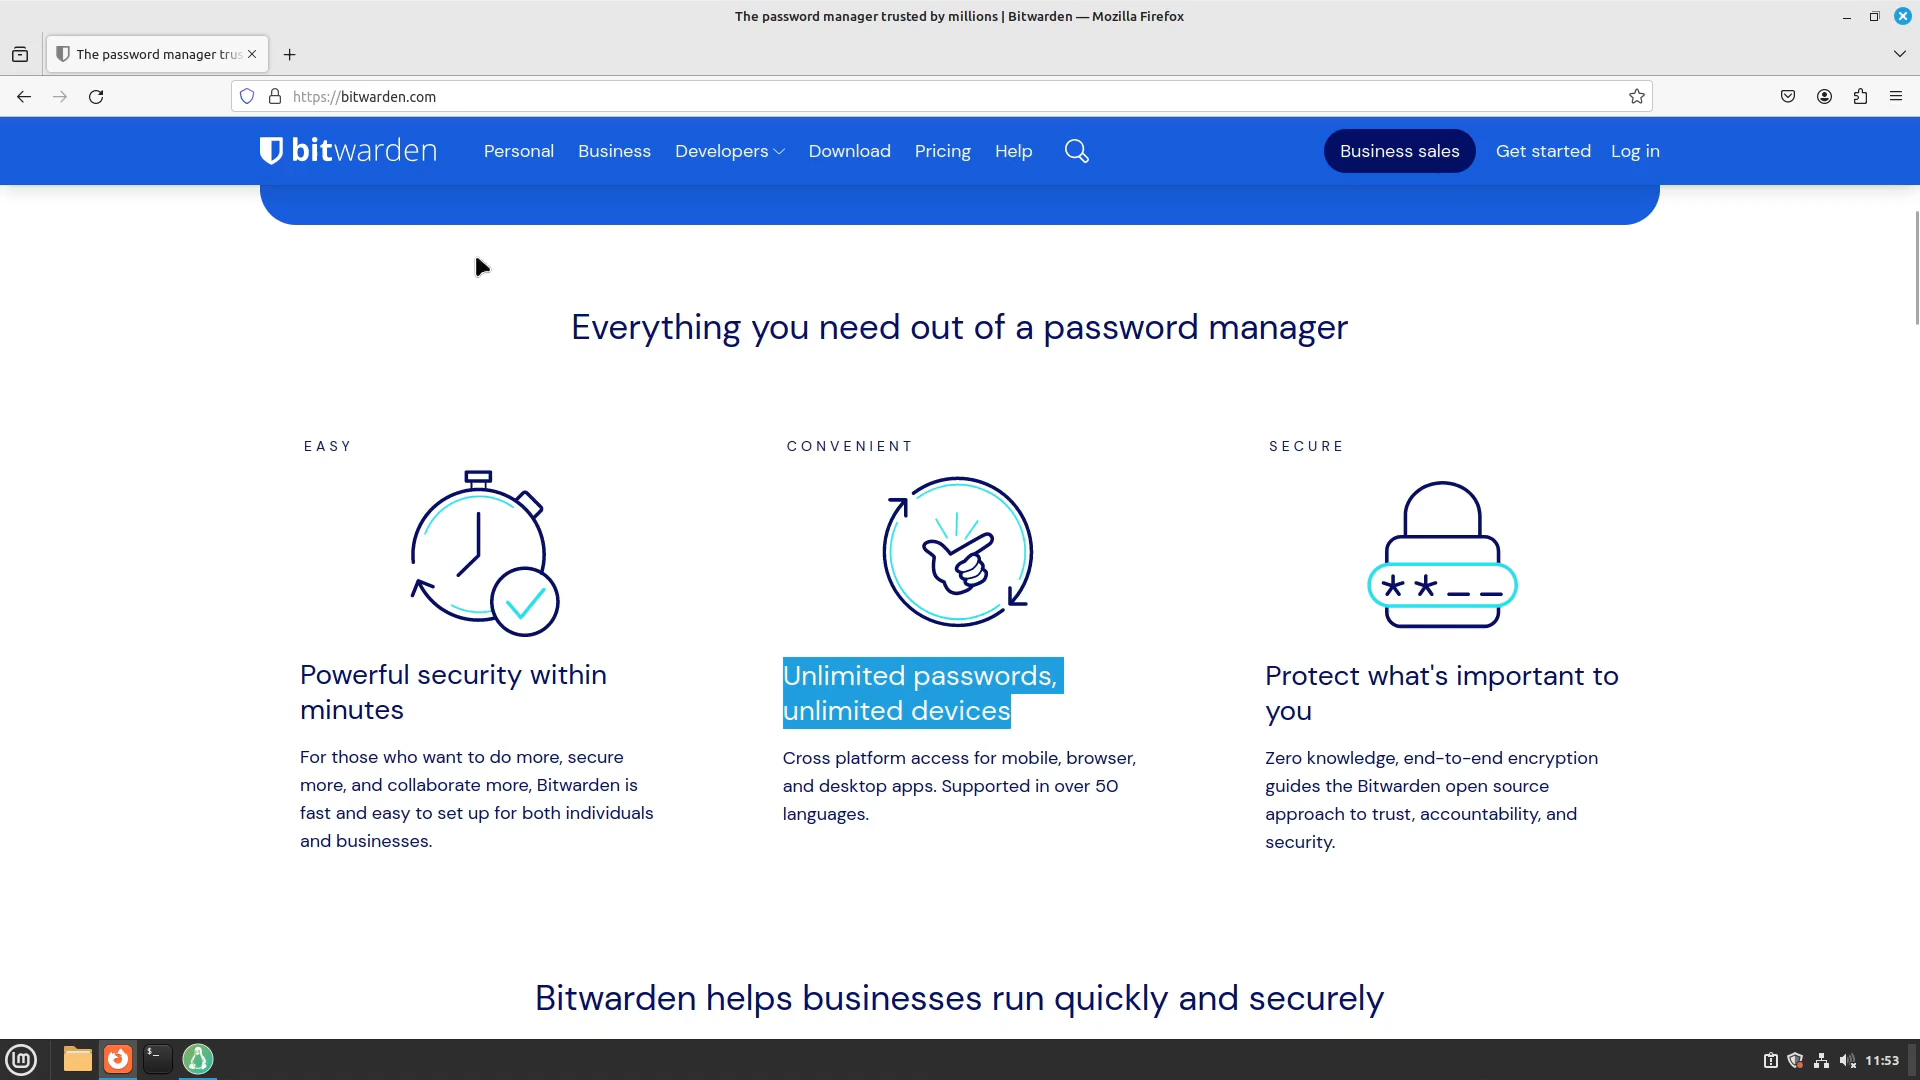 The password manager trusted by millions | Bitwarden — Mozilla Firefox
The password manager trus
https://bitwarden.com
bitwarden
Personal
Business
Developers
Download
Pricing
Help
Business sales
Get started
Log in
Everything you need out of a password manager
EASY
Powerful security within
minutes
For those who want to do more, secure
more, and collaborate more, Bitwarden is
fast and easy to set up for both individuals
and businesses.
CONVENIENT
Unlimited passwords,
unlimited devices
Cross platform access for mobile, browser,
and desktop apps. Supported in over 50
languages.
SECURE
Protect what's important to
you
Zero knowledge, end-to-end encryption
guides the Bitwarden open source
approach to trust, accountability, and
security.
Bitwarden helps businesses run quickly and securely
11:53